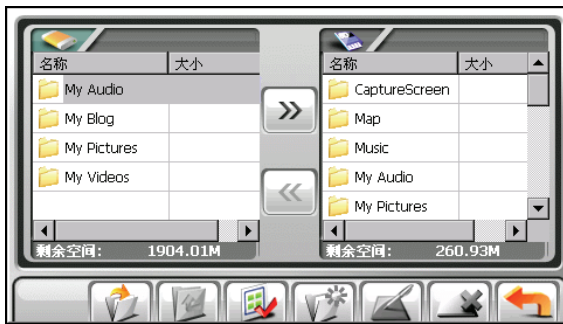 名称 大小
My Audio
My Blog
My Pictures
My Videos
剩余空间: 1904.01M
名称 大小
CaptureScreen
Map
Music
My Audio
My Pictures
剩余空间: 260.93M